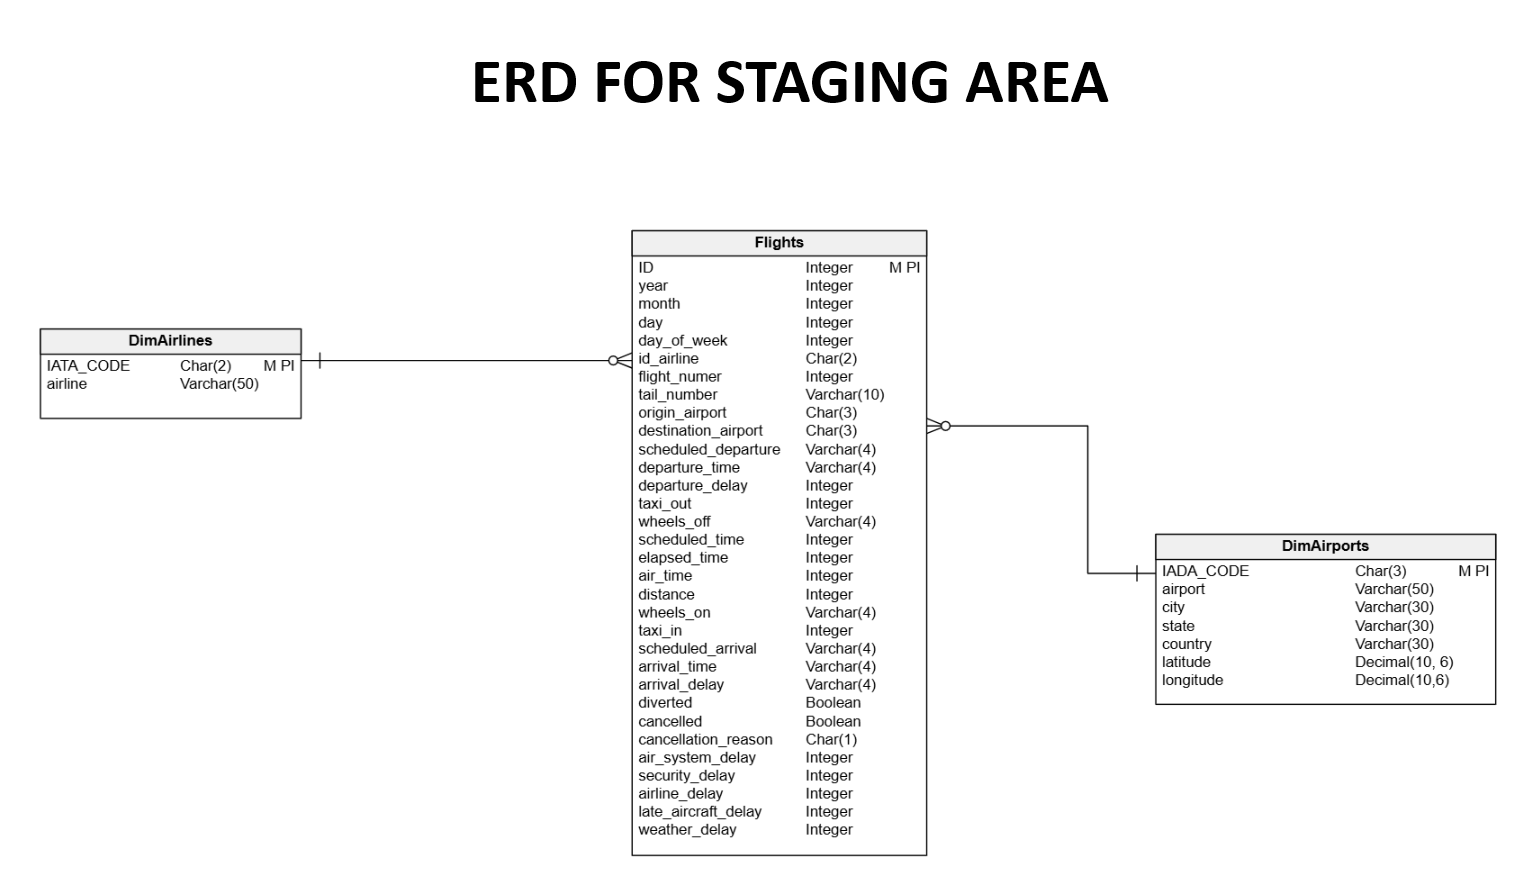 ERD FOR STAGING AREA
DimAirlines
IATA_CODE Char(2) M PI
airline Varchar(50)
Flights
ID Integer M PI
year Integer
month Integer
day Integer
day_of_week Integer
id_airline Char(2)
flight_numer Integer
tail_number Varchar(10)
origin_airport Char(3)
destination_airport Char(3)
scheduled_departure Varchar(4)
departure_time Varchar(4)
departure_delay Integer
taxi_out Integer
wheels_off Varchar(4)
scheduled_time Integer
elapsed_time Integer
air_time Integer
distance Integer
wheels_on Varchar(4)
taxi_in Integer
scheduled_arrival Varchar(4)
arrival_time Varchar(4)
arrival_delay Varchar(4)
diverted Boolean
cancelled Boolean
cancellation_reason Char(1)
air_system_delay Integer
security_delay Integer
airline_delay Integer
late_aircraft_delay Integer
weather_delay Integer
DimAirports
IADA_CODE Char(3) M PI
airport Varchar(50)
city Varchar(30)
state Varchar(30)
country Varchar(30)
latitude Decimal(10, 6)
longitude Decimal(10,6)